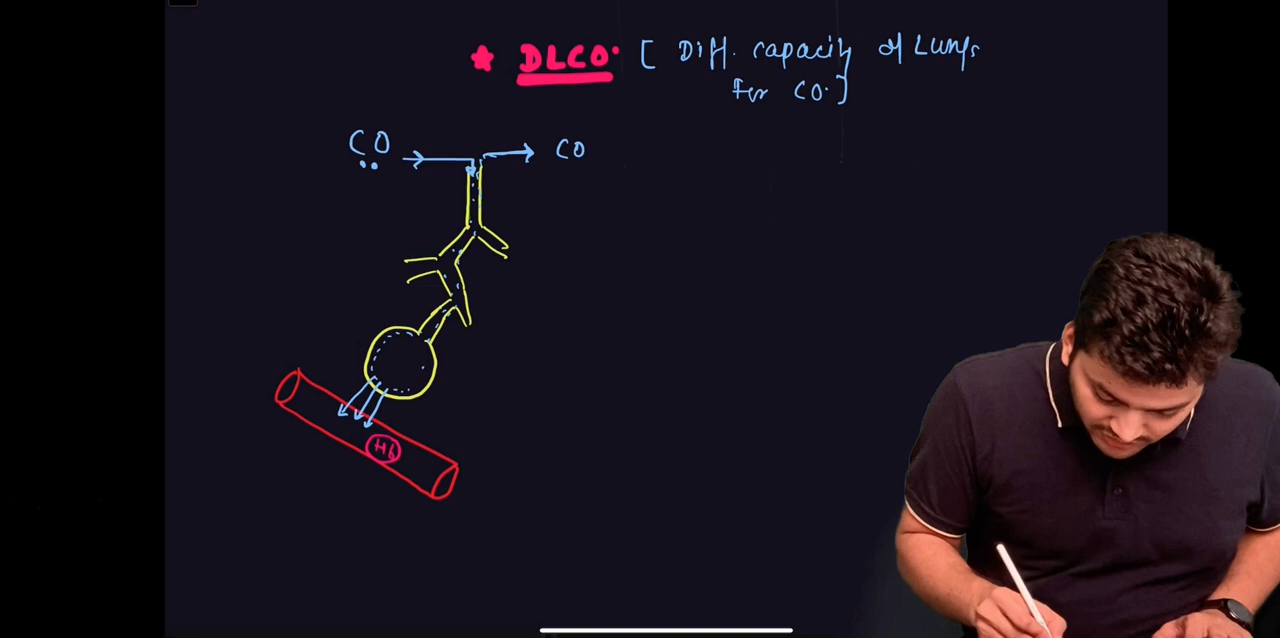 ★ DLCO. [ Diff. capacity of Lungs
for CO.]
CO → CO
Hb